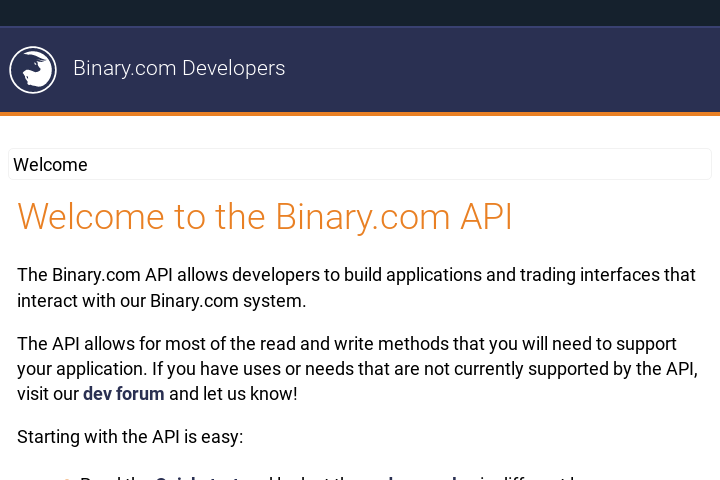 Binary.com Developers
Welcome
Welcome to the Binary.com API
The Binary.com API allows developers to build applications and trading interfaces that
interact with our Binary.com system.
The API allows for most of the read and write methods that you will need to support
your application. If you have uses or needs that are not currently supported by the API,
visit our dev forum and let us know!
Starting with the API is easy: